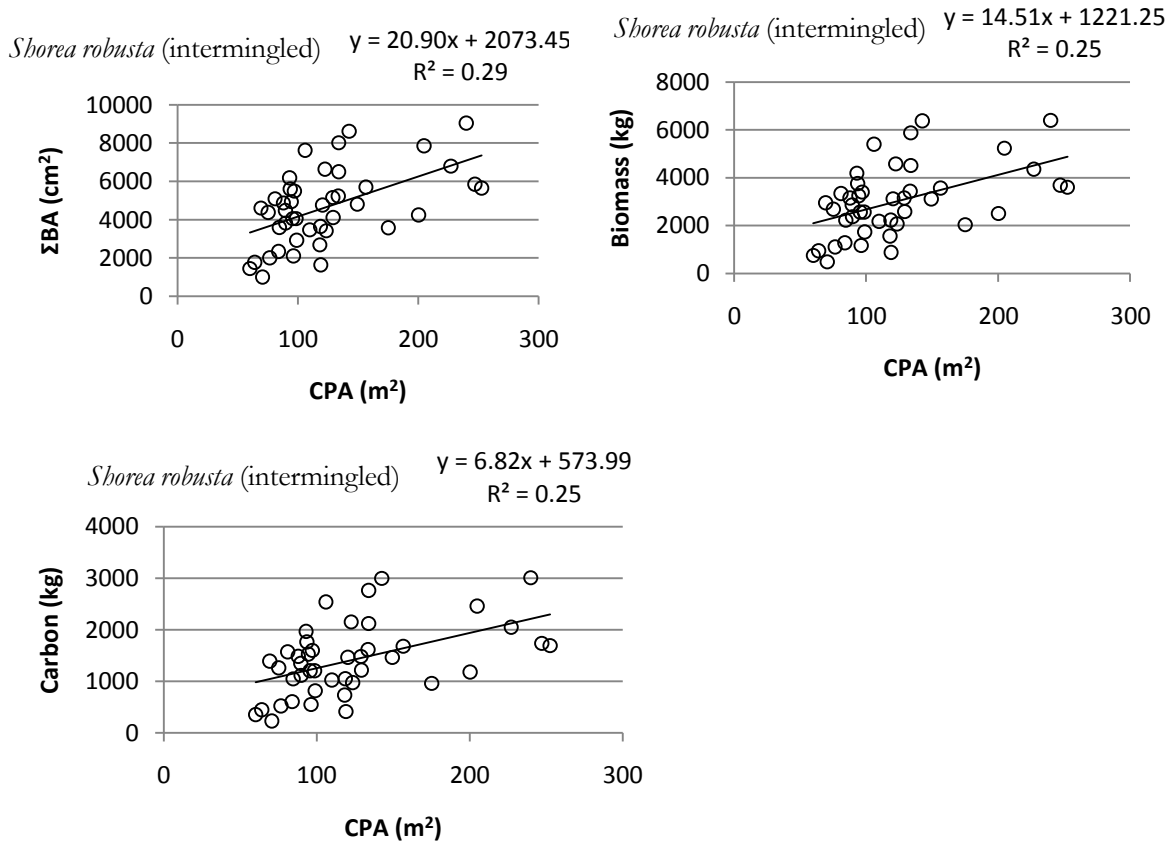 Shorea robusta (intermingled)
y = 20.90x + 2073.45
R² = 0.29
ΣBA (cm²)
10000
8000
6000
4000
2000
0
0 100 200 300
CPA (m²)
Shorea robusta (intermingled)
y = 14.51x + 1221.25
R² = 0.25
Biomass (kg)
8000
6000
4000
2000
0
0 100 200 300
CPA (m²)
Shorea robusta (intermingled)
y = 6.82x + 573.99
R² = 0.25
Carbon (kg)
4000
3000
2000
1000
0
0 100 200 300
CPA (m²)